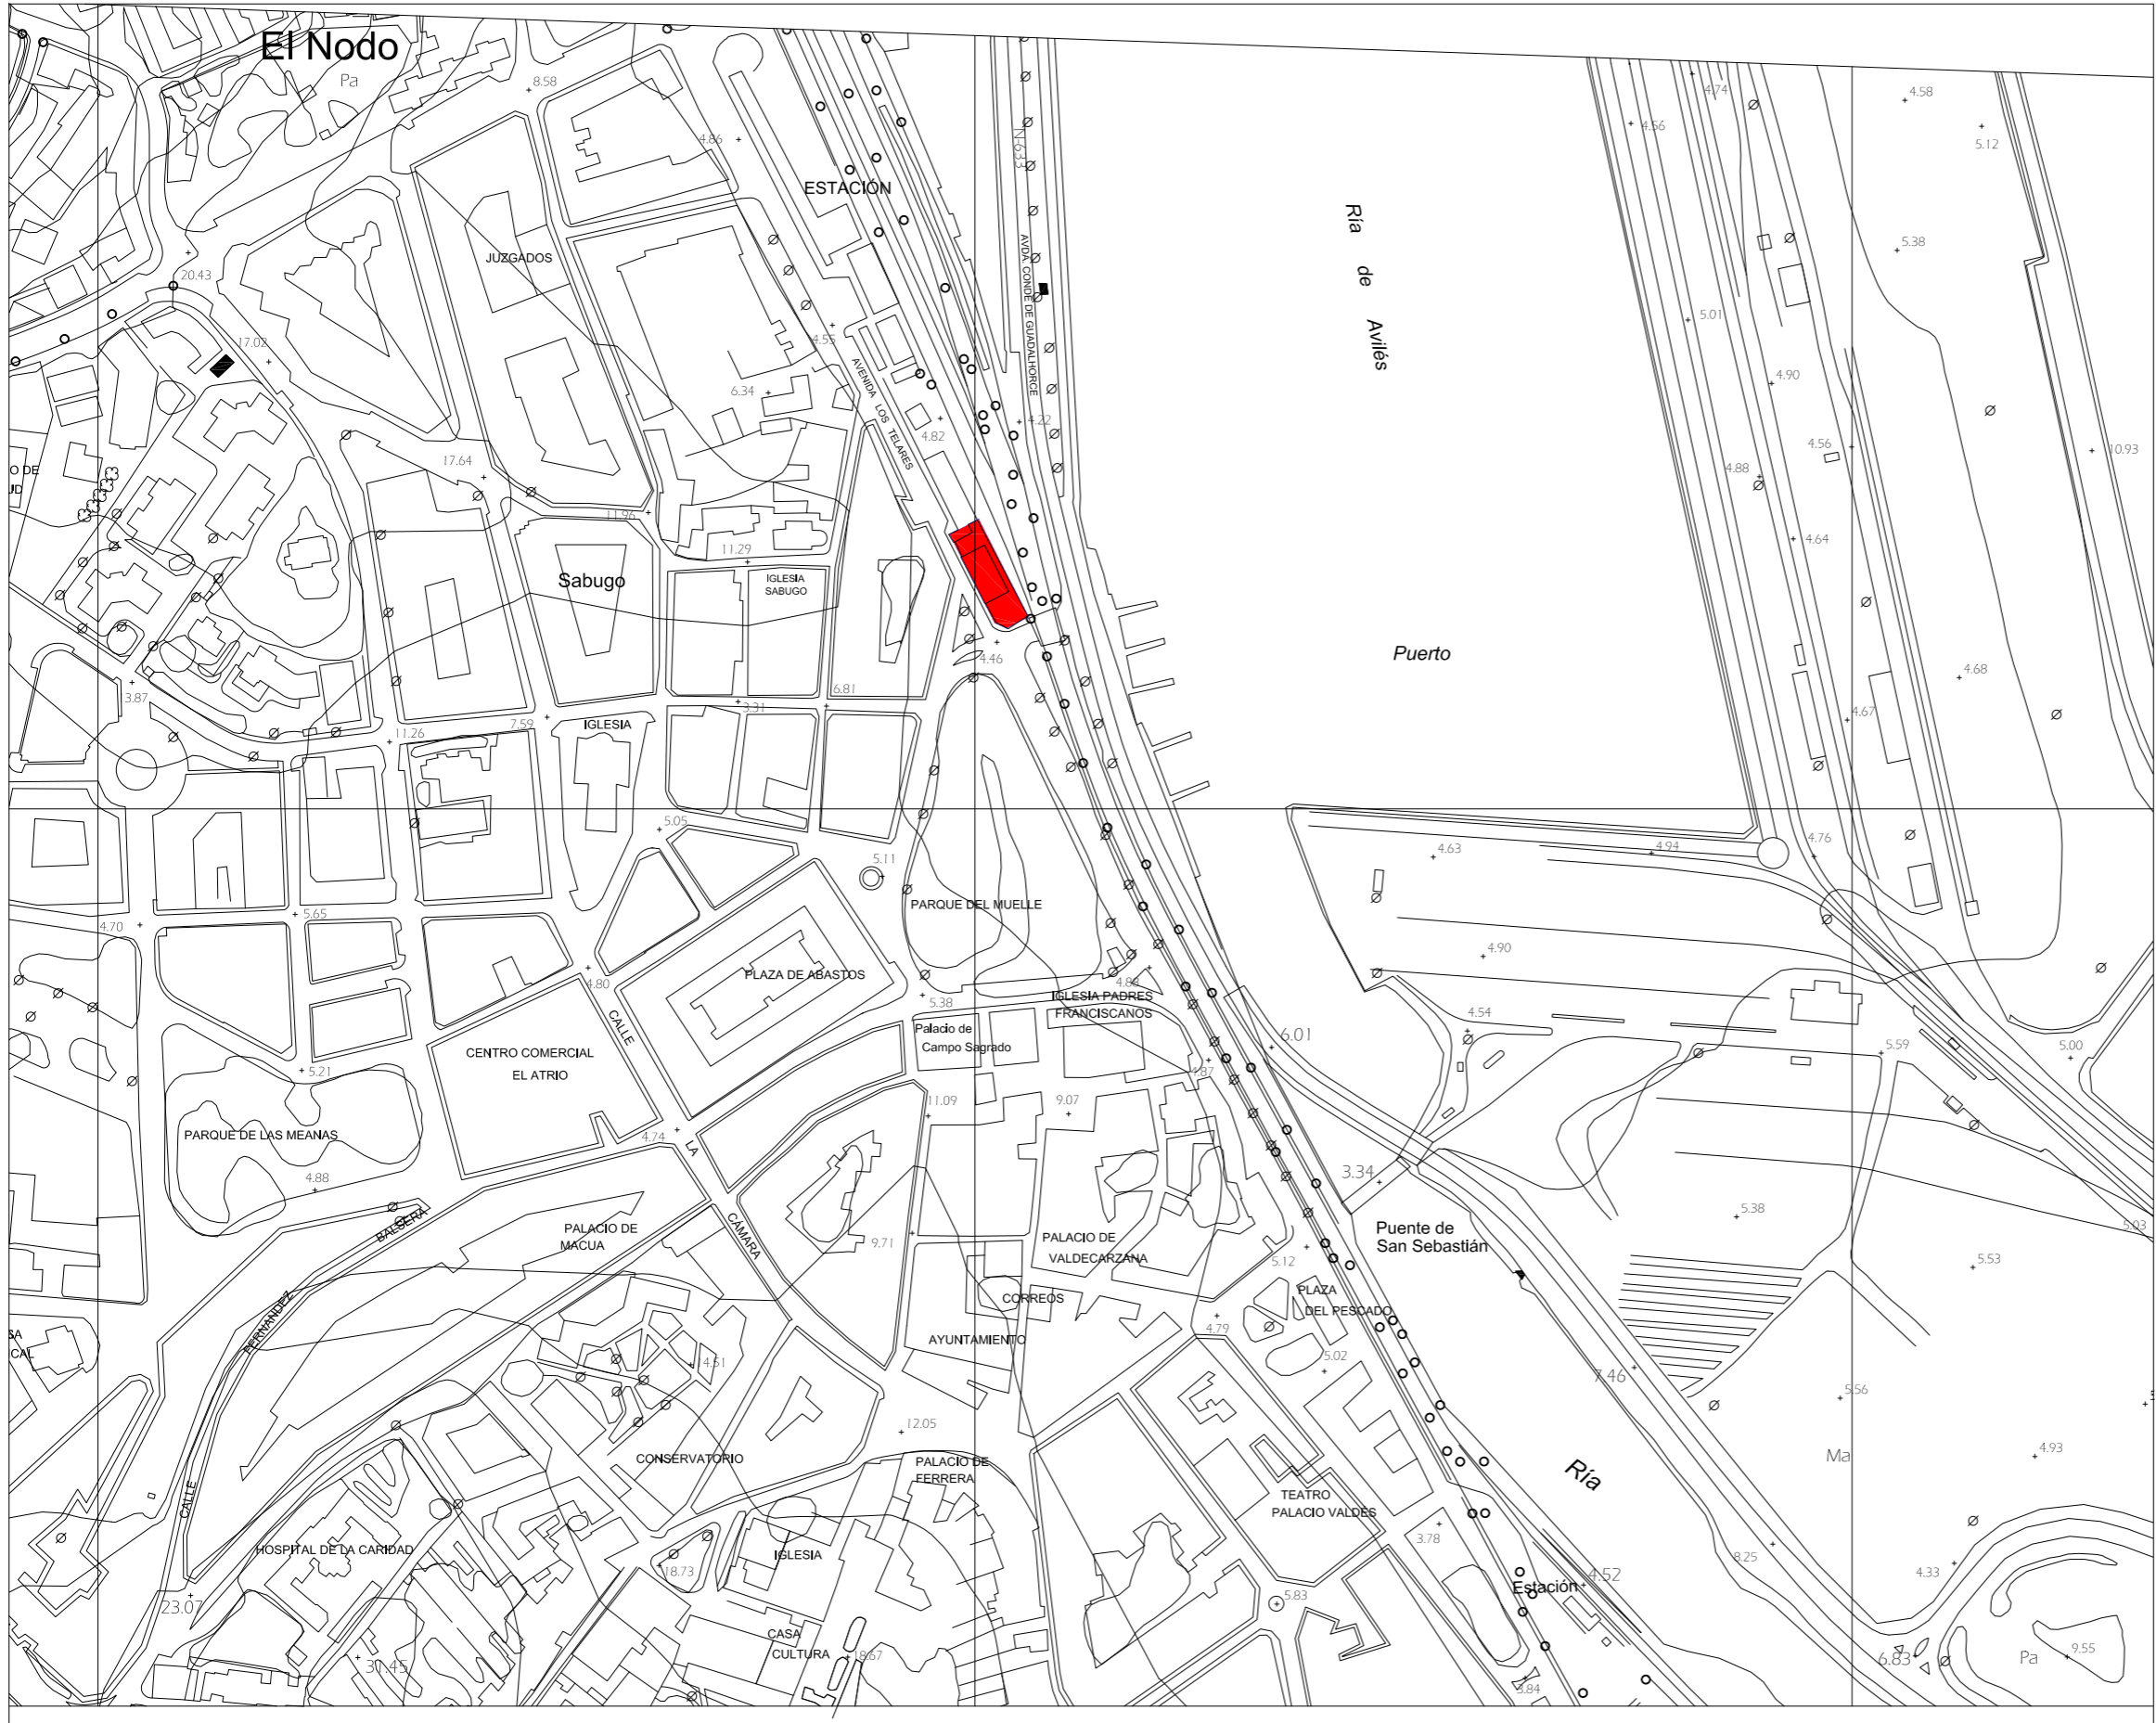 El Nodo
Pa
8.58
4.86
ESTACIÓN
N-633
4.74
4.56
4.58
5.12
Ría de Avilés
JUZGADOS
20.43
AVDA. CONDE DE GUADALHORCE
5.38
5.01
17.02
4.55
AVENIDA LOS TELARES
6.34
4.82
4.22
4.90
4.56
10.93
O DE
UD
17.64
4.88
11.96
11.29
4.64
Sabugo
IGLESIA
SABUGO
4.46
Puerto
4.68
3.87
6.81
3.31
4.67
7.59
IGLESIA
11.26
5.05
4.76
4.94
4.63
5.11
PARQUE DEL MUELLE
5.65
4.70
4.90
PLAZA DE ABASTOS
4.80
5.38
IGLESIA PADRES
FRANCISCANOS
4.54
CALLE
Palacio de
Campo Sagrado
6.01
5.59
5.00
CENTRO COMERCIAL
EL ATRIO
5.21
4.87
11.09
9.07
PARQUE DE LAS MEANAS
4.74
LA
4.88
3.34
BALSERA
PALACIO DE
MACUA
CÁMARA
9.71
PALACIO DE
VALDECARZANA
5.12
Puente de
San Sebastián
5.38
5.03
5.53
CORREOS
PLAZA
DEL PESCADO
FERNANDEZ
AYUNTAMIENTO
4.79
5.02
SA
CAL
14.51
7.46
5.56
12.05
4.93
Ma
CONSERVATORIO
PALACIO DE
FERRERA
Ría
TEATRO
PALACIO VALDÉS
CALLE
3.78
HOSPITAL DE LA CARIDAD
IGLESIA
8.25
4.33
18.73
Estación
4.52
23.07
5.83
CASA
CULTURA
18.67
31.45
6.83
Pa
9.55
3.84